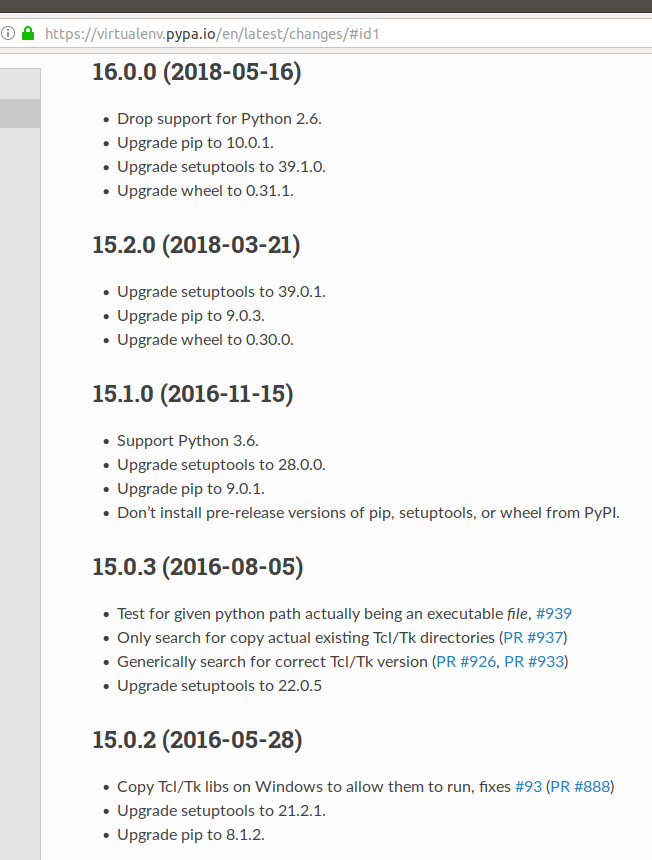 https://virtualenv.pypa.io/en/latest/changes/#id1
16.0.0 (2018-05-16)
• Drop support for Python 2.6.
• Upgrade pip to 10.0.1.
• Upgrade setuptools to 39.1.0.
• Upgrade wheel to 0.31.1.
15.2.0 (2018-03-21)
• Upgrade setuptools to 39.0.1.
• Upgrade pip to 9.0.3.
• Upgrade wheel to 0.30.0.
15.1.0 (2016-11-15)
• Support Python 3.6.
• Upgrade setuptools to 28.0.0.
• Upgrade pip to 9.0.1.
• Don’t install pre-release versions of pip, setuptools, or wheel from PyPI.
15.0.3 (2016-08-05)
• Test for given python path actually being an executable file, #939
• Only search for copy actual existing Tcl/Tk directories (PR #937)
• Generically search for correct Tcl/Tk version (PR #926, PR #933)
• Upgrade setuptools to 22.0.5
15.0.2 (2016-05-28)
• Copy Tcl/Tk libs on Windows to allow them to run, fixes #93 (PR #888)
• Upgrade setuptools to 21.2.1.
• Upgrade pip to 8.1.2.